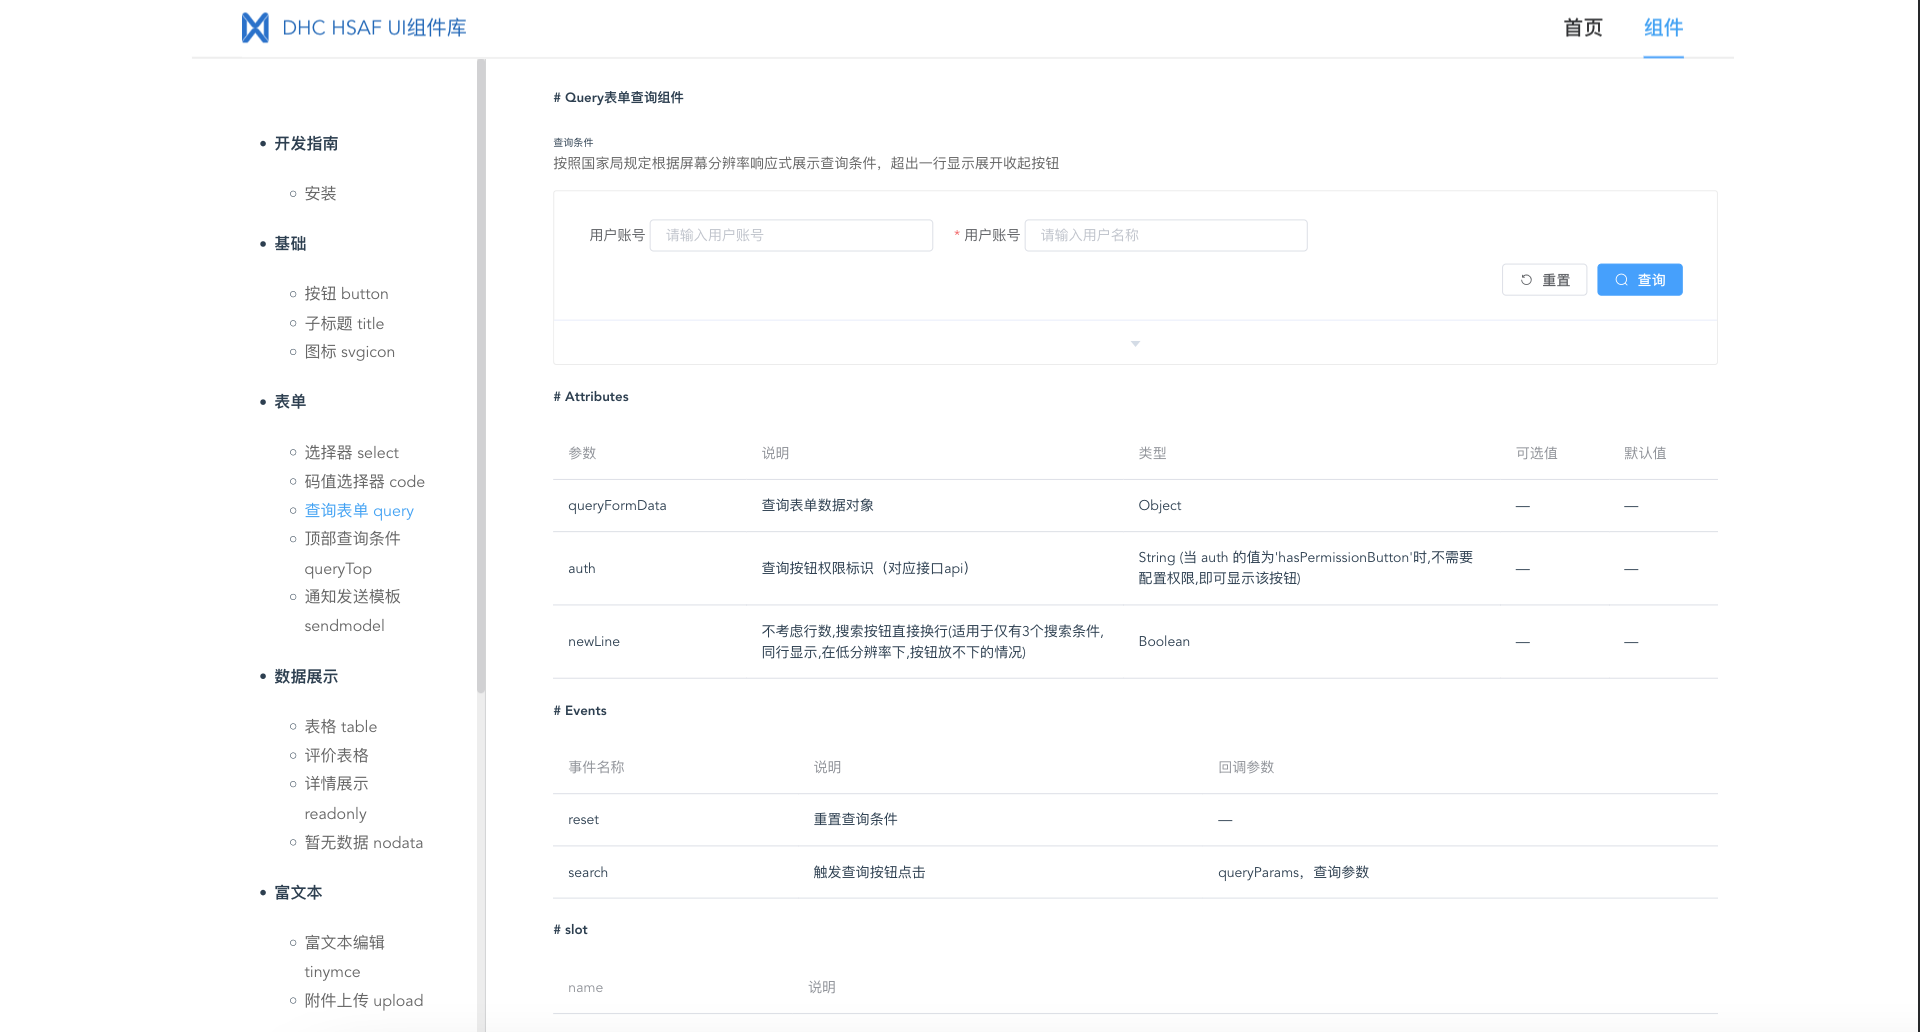 DHC HSAF UI组件库
首页
组件
开发指南
安装
基础
按钮 button
子标题 title
图标 svgicon
表单
选择器 select
码值选择器 code
查询表单 query
顶部查询条件
queryTop
通知发送模板
sendmodel
数据展示
表格 table
评价表格
详情展示
readonly
暂无数据 nodata
富文本
富文本编辑
tinymce
附件上传 upload
# Query表单查询组件
查询条件
按照国家局规定根据屏幕分辨率响应式展示查询条件，超出一行显示展开收起按钮
用户账号 请输入用户账号 * 用户账号 请输入用户名称
重置 查询
# Attributes
参数 说明 类型 可选值 默认值
queryFormData 查询表单数据对象 Object — —
auth 查询按钮权限标识（对应接口api） String (当 auth 的值为'hasPermissionButton'时,不需要
配置权限,即可显示该按钮) — —
newLine 不考虑行数,搜索按钮直接换行(适用于仅有3个搜索条件,
同行显示,在低分辨率下,按钮放不下的情况) Boolean — —
# Events
事件名称 说明 回调参数
reset 重置查询条件 —
search 触发查询按钮点击 queryParams，查询参数
# slot
name 说明